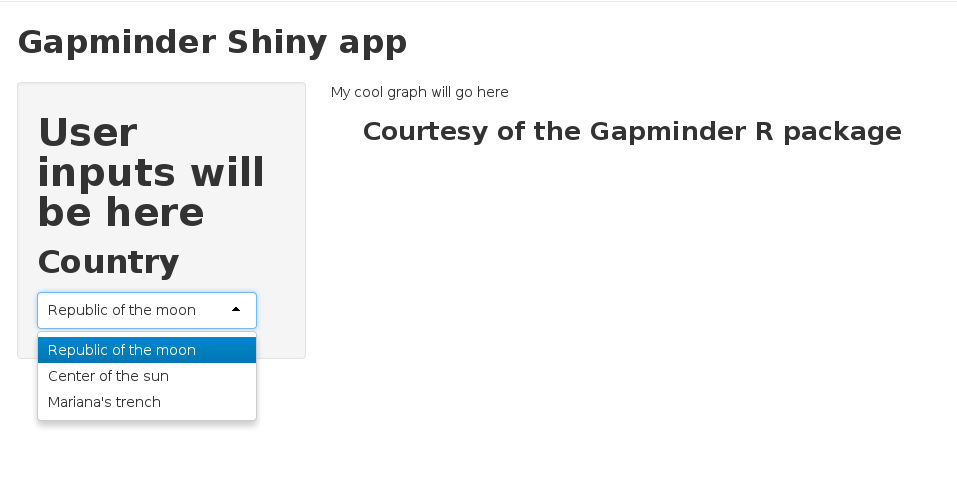 Gapminder Shiny app
User
inputs will
be here
Country
Republic of the moon
Republic of the moon
Center of the sun
Mariana's trench
My cool graph will go here
Courtesy of the Gapminder R package